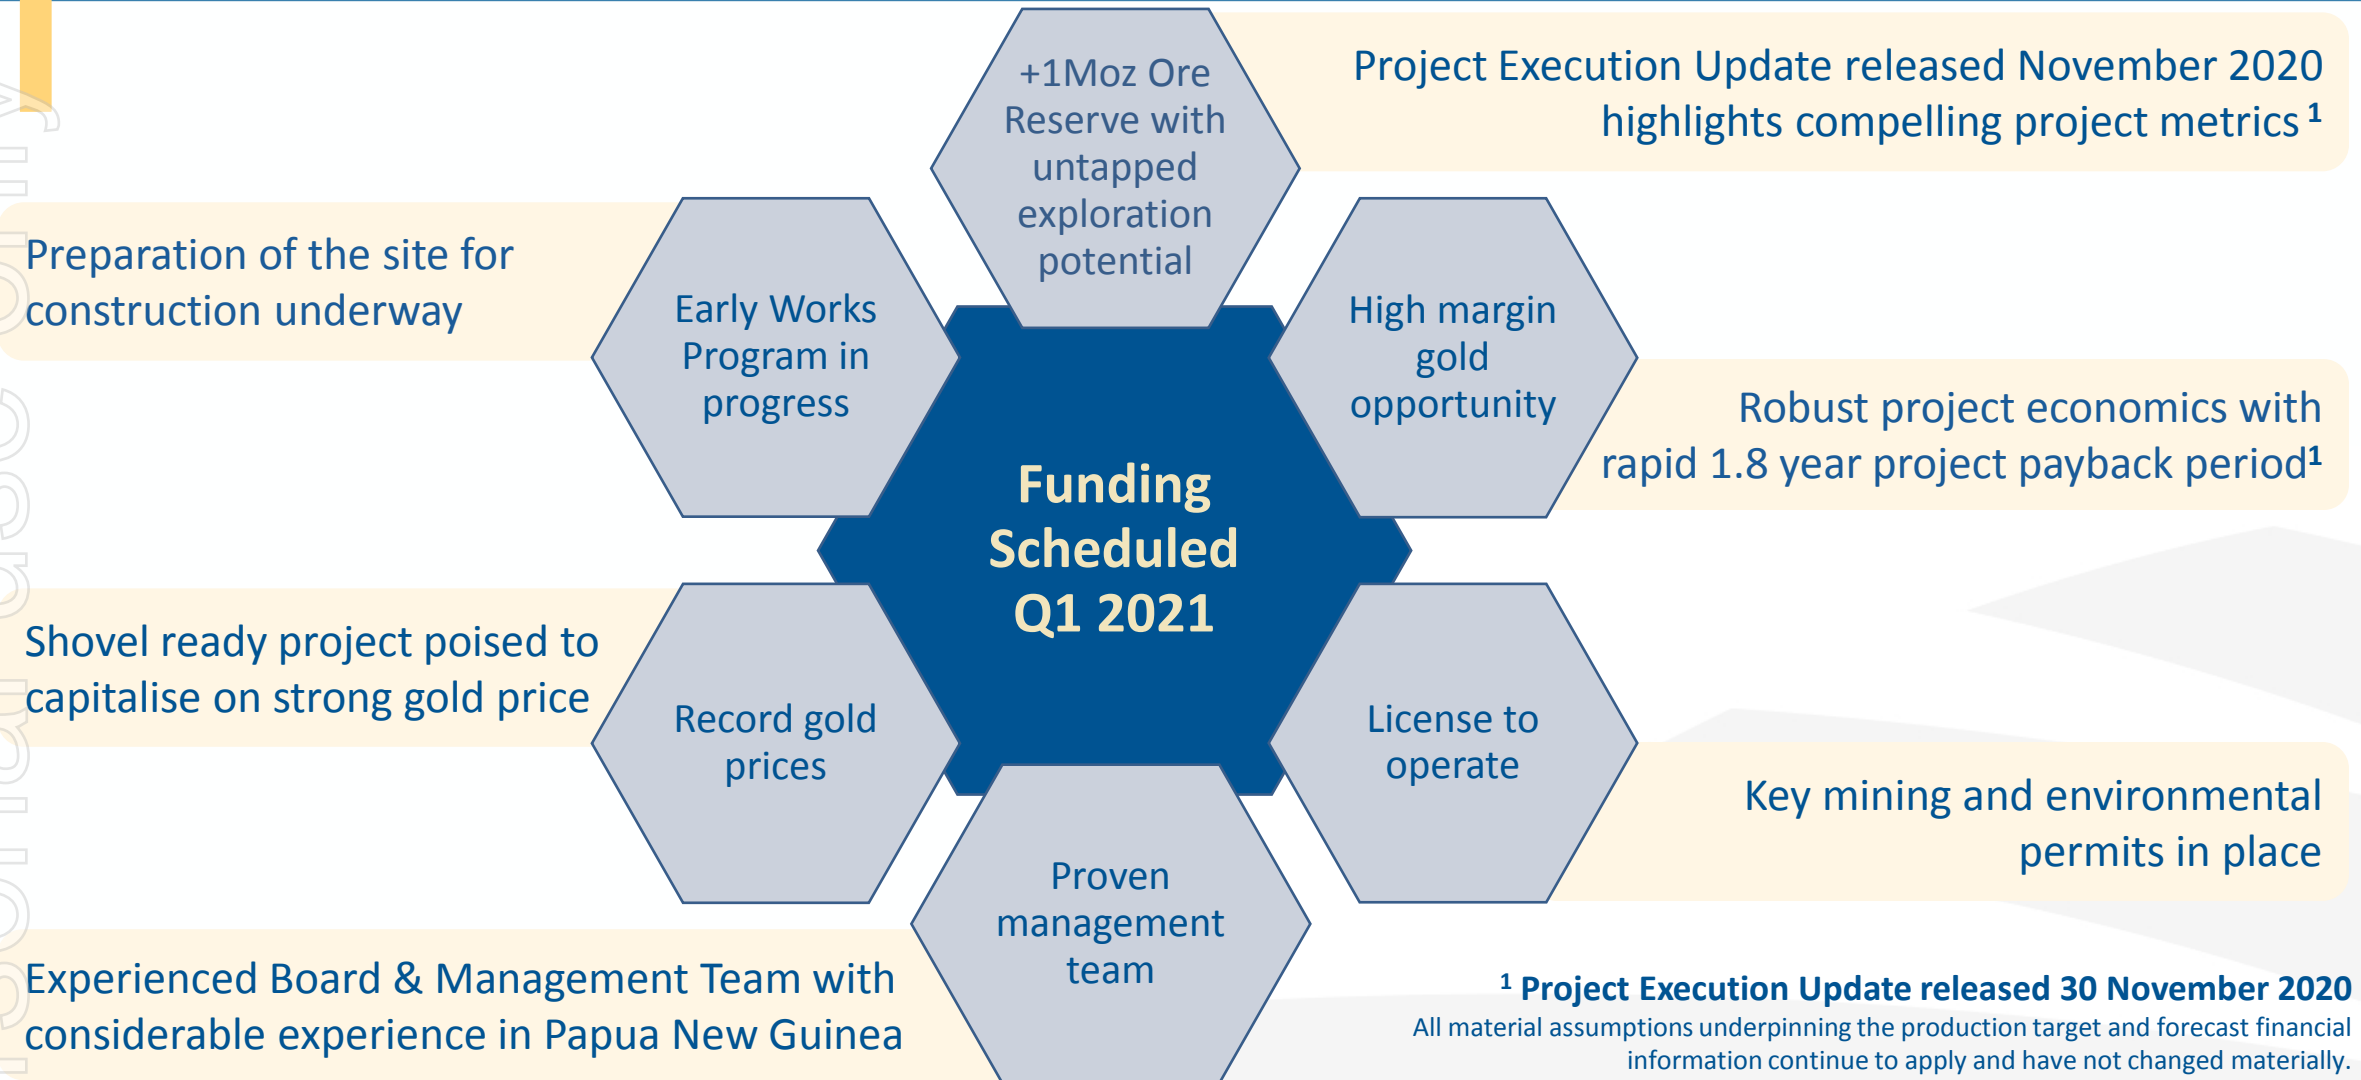 +1Moz Ore
Reserve with
untapped
exploration
potential
Project Execution Update released November 2020
highlights compelling project metrics 1
Preparation of the site for
construction underway
Early Works
Program in
progress
High margin
gold
opportunity
Robust project economics with
rapid 1.8 year project payback period1
Funding
Scheduled
Q1 2021
Shovel ready project poised to
capitalise on strong gold price
Record gold
prices
License to
operate
Key mining and environmental
permits in place
Proven
management
team
Experienced Board & Management Team with
considerable experience in Papua New Guinea
1 Project Execution Update released 30 November 2020
All material assumptions underpinning the production target and forecast financial
information continue to apply and have not changed materially.